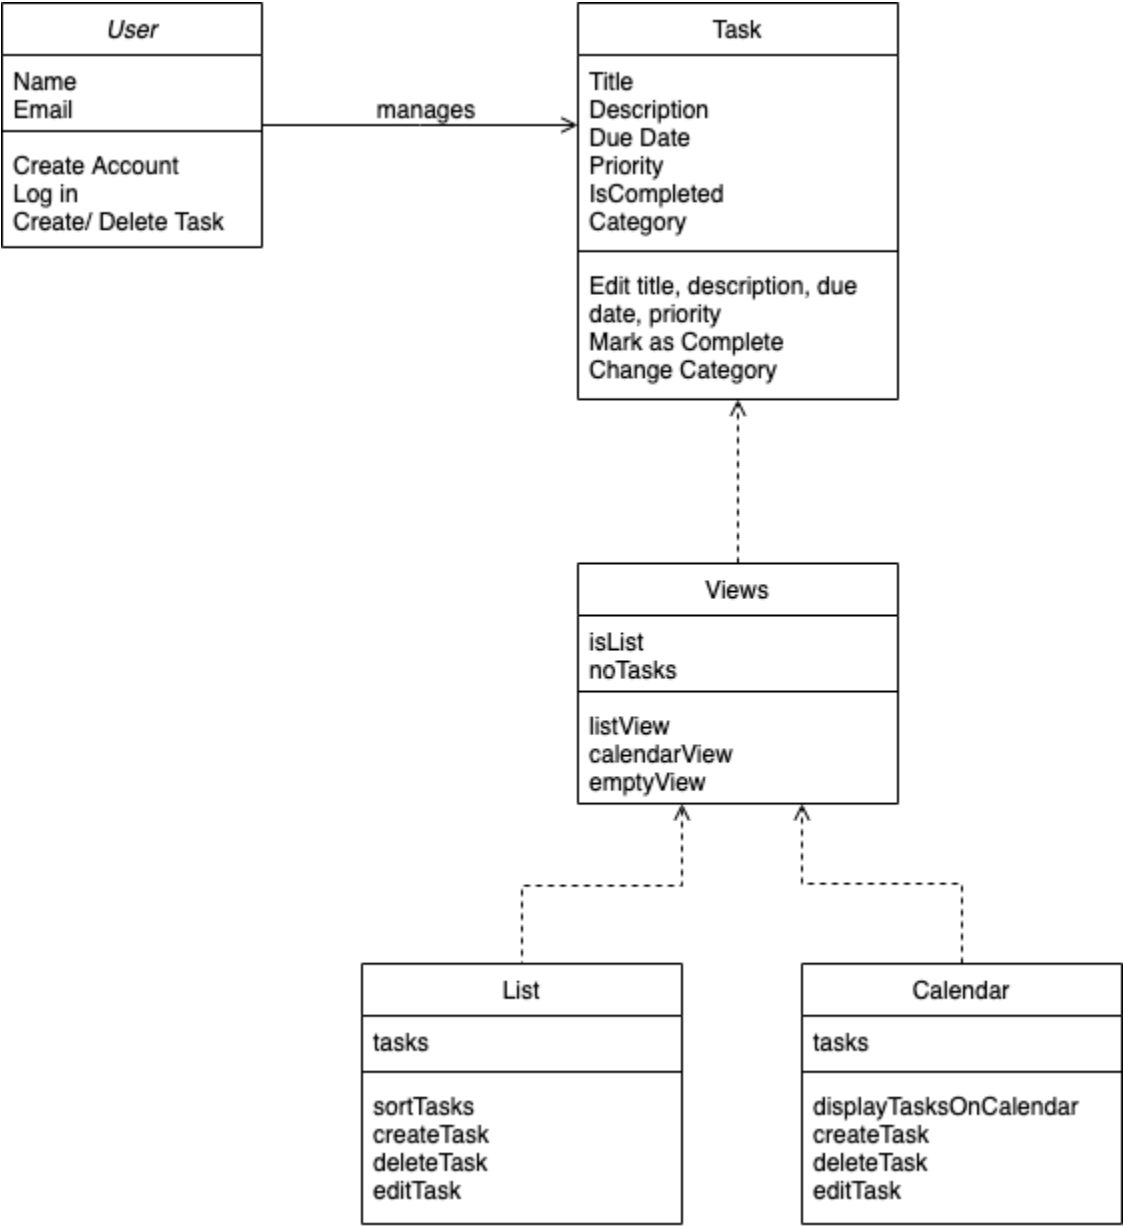 User
Name
Email
Create Account
Log in
Create/ Delete Task
manages
Task
Title
Description
Due Date
Priority
IsCompleted
Category
Edit title, description, due
date, priority
Mark as Complete
Change Category
Views
isList
noTasks
listView
calendarView
emptyView
List
tasks
sortTasks
createTask
deleteTask
editTask
Calendar
tasks
displayTasksOnCalendar
createTask
deleteTask
editTask